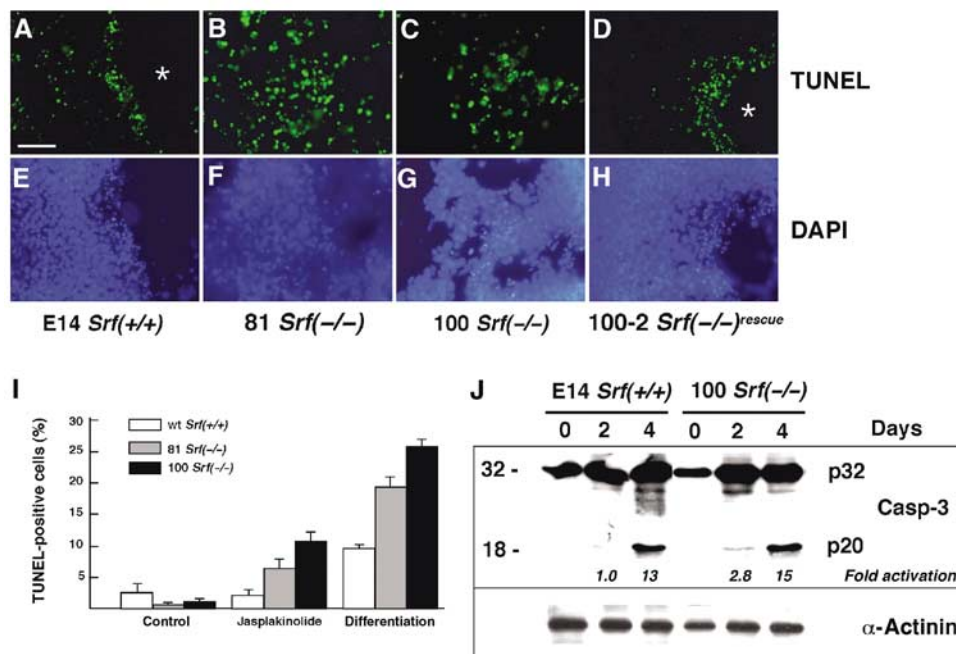 A B C D
* *
TUNEL
E F G H
DAPI
E14 Srf(+/+) 81 Srf(–/–) 100 Srf(–/–) 100-2 Srf(–/–)rescue
I
TUNEL-positive cells (%)
30
25
20
15
10
5
wt Srf(+/+)
81 Srf(–/–)
100 Srf(–/–)
Control Jasplakinolide Differentiation
J
E14 Srf(+/+) 100 Srf(–/–)
0 2 4 0 2 4 Days
32 - p32
Casp-3
18 - p20
1.0 13 2.8 15 Fold activation
α-Actinin